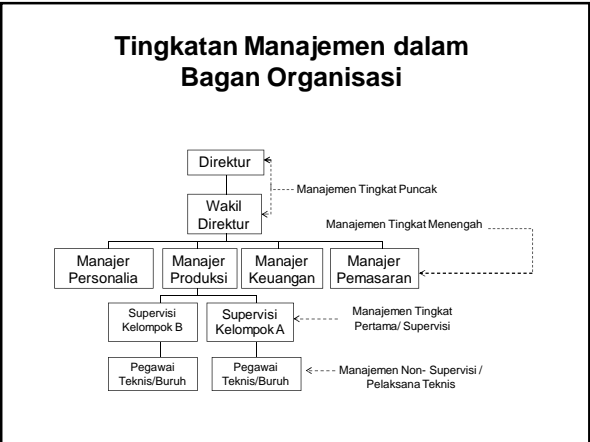 Tingkatan Manajemen dalam
Bagan Organisasi
Direktur
Manajemen Tingkat Puncak
Wakil
Direktur
Manajemen Tingkat Menengah
Manajer
Personalia
Manajer
Produksi
Manajer
Keuangan
Manajer
Pemasaran
Supervisi
Kelompok B
Supervisi
Kelompok A
Manajemen Tingkat
Pertama/ Supervisi
Pegawai
Teknis/Buruh
Pegawai
Teknis/Buruh
Manajemen Non- Supervisi /
Pelaksana Teknis